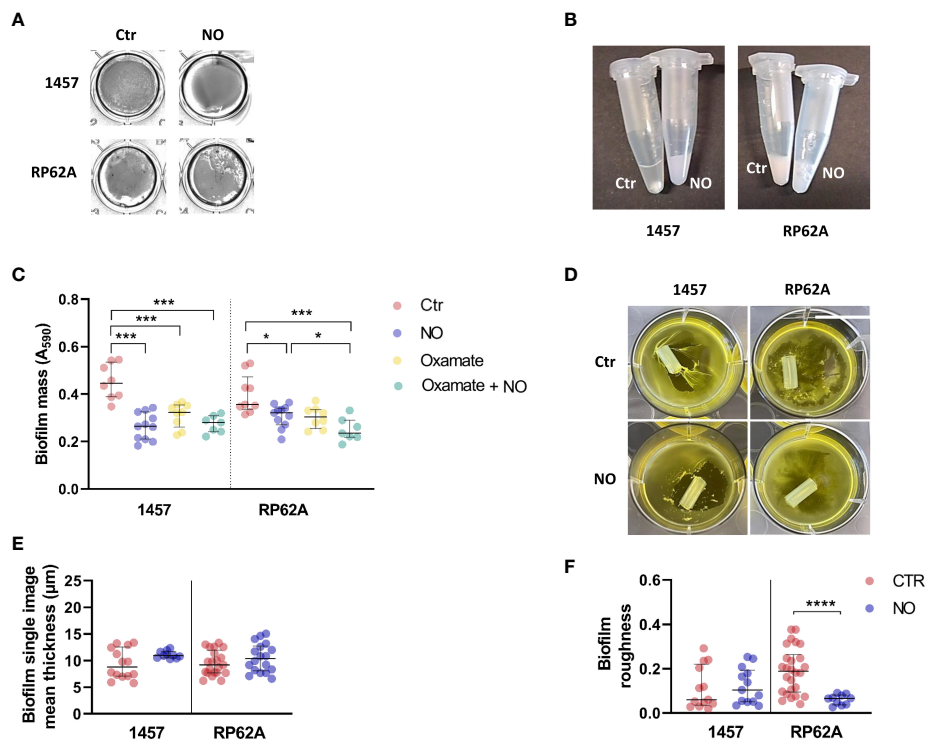 A
Ctr NO
1457
RP62A
B
Ctr NO
Ctr NO
1457 RP62A
C
Biofilm mass (A590)
0.8
0.6
0.4
0.2
0.0
***
***
***
***
* *
1457 RP62A
Ctr
NO
Oxamate
Oxamate + NO
D
1457 RP62A
Ctr
NO
E
Biofilm single image
mean thickness (µm)
25
20
15
10
5
0
1457 RP62A
F
Biofilm
roughness
0.6
0.4
0.2
0.0
****
1457 RP62A
CTR
NO